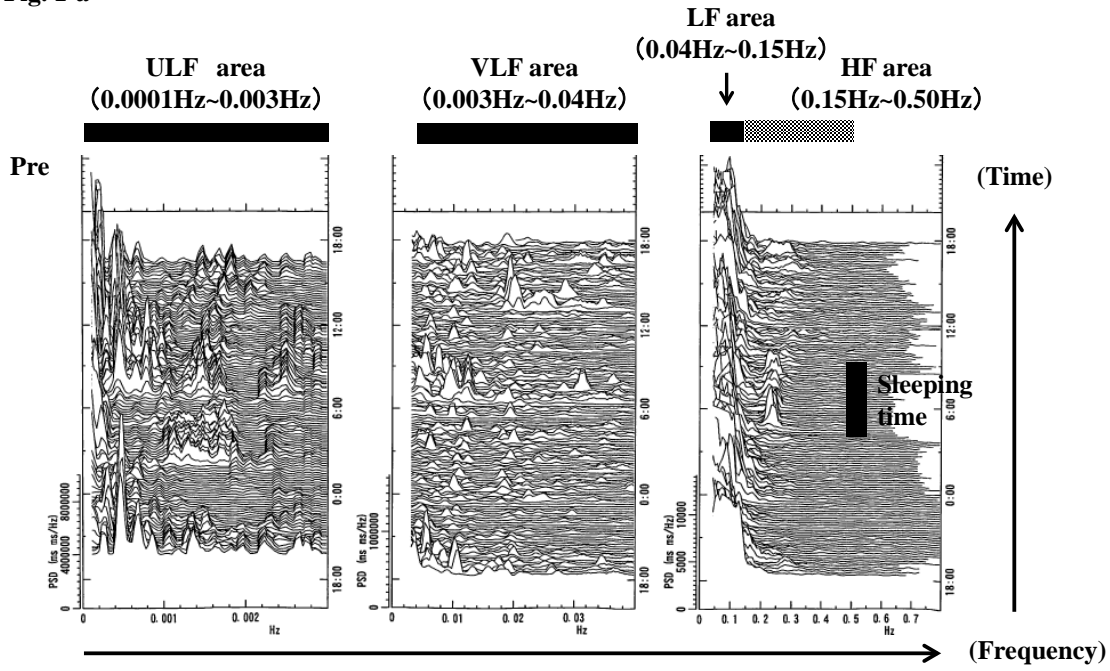 LF area
(0.04Hz~0.15Hz)
ULF area
(0.0001Hz~0.003Hz)
VLF area
(0.003Hz~0.04Hz)
HF area
(0.15Hz~0.50Hz)
Pre
(Time)
18:00
12:00
6:00
0:00
18:00
PSD (ms ms/Hz)
0
4000000
8000000
0
0.001
0.002
Hz
18:00
12:00
6:00
0:00
18:00
PSD (ms ms/Hz)
0
1000000
0
0.01
0.02
0.03
Hz
18:00
12:00
6:00
0:00
18:00
PSD (ms ms/Hz)
0
5000
10000
0
0.1
0.2
0.3
0.4
0.5
0.6
0.7
Hz
Sleeping
time
(Frequency)